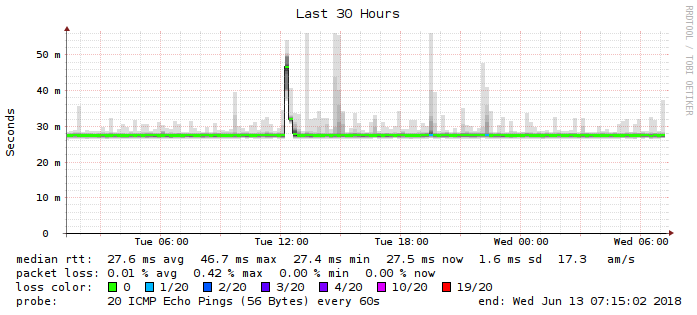 Last 30 Hours
RRDTOOL / TOBI OETIKER
Seconds
50 m
40 m
30 m
20 m
10 m
0
Tue 06:00 Tue 12:00 Tue 18:00 Wed 00:00 Wed 06:00
median rtt: 27.6 ms avg 46.7 ms max 27.4 ms min 27.5 ms now 1.6 ms sd 17.3 am/s
packet loss: 0.01 % avg 0.42 % max 0.00 % min 0.00 % now
loss color: 0 1/20 2/20 3/20 4/20 10/20 19/20
probe: 20 ICMP Echo Pings (56 Bytes) every 60s end: Wed Jun 13 07:15:02 2018